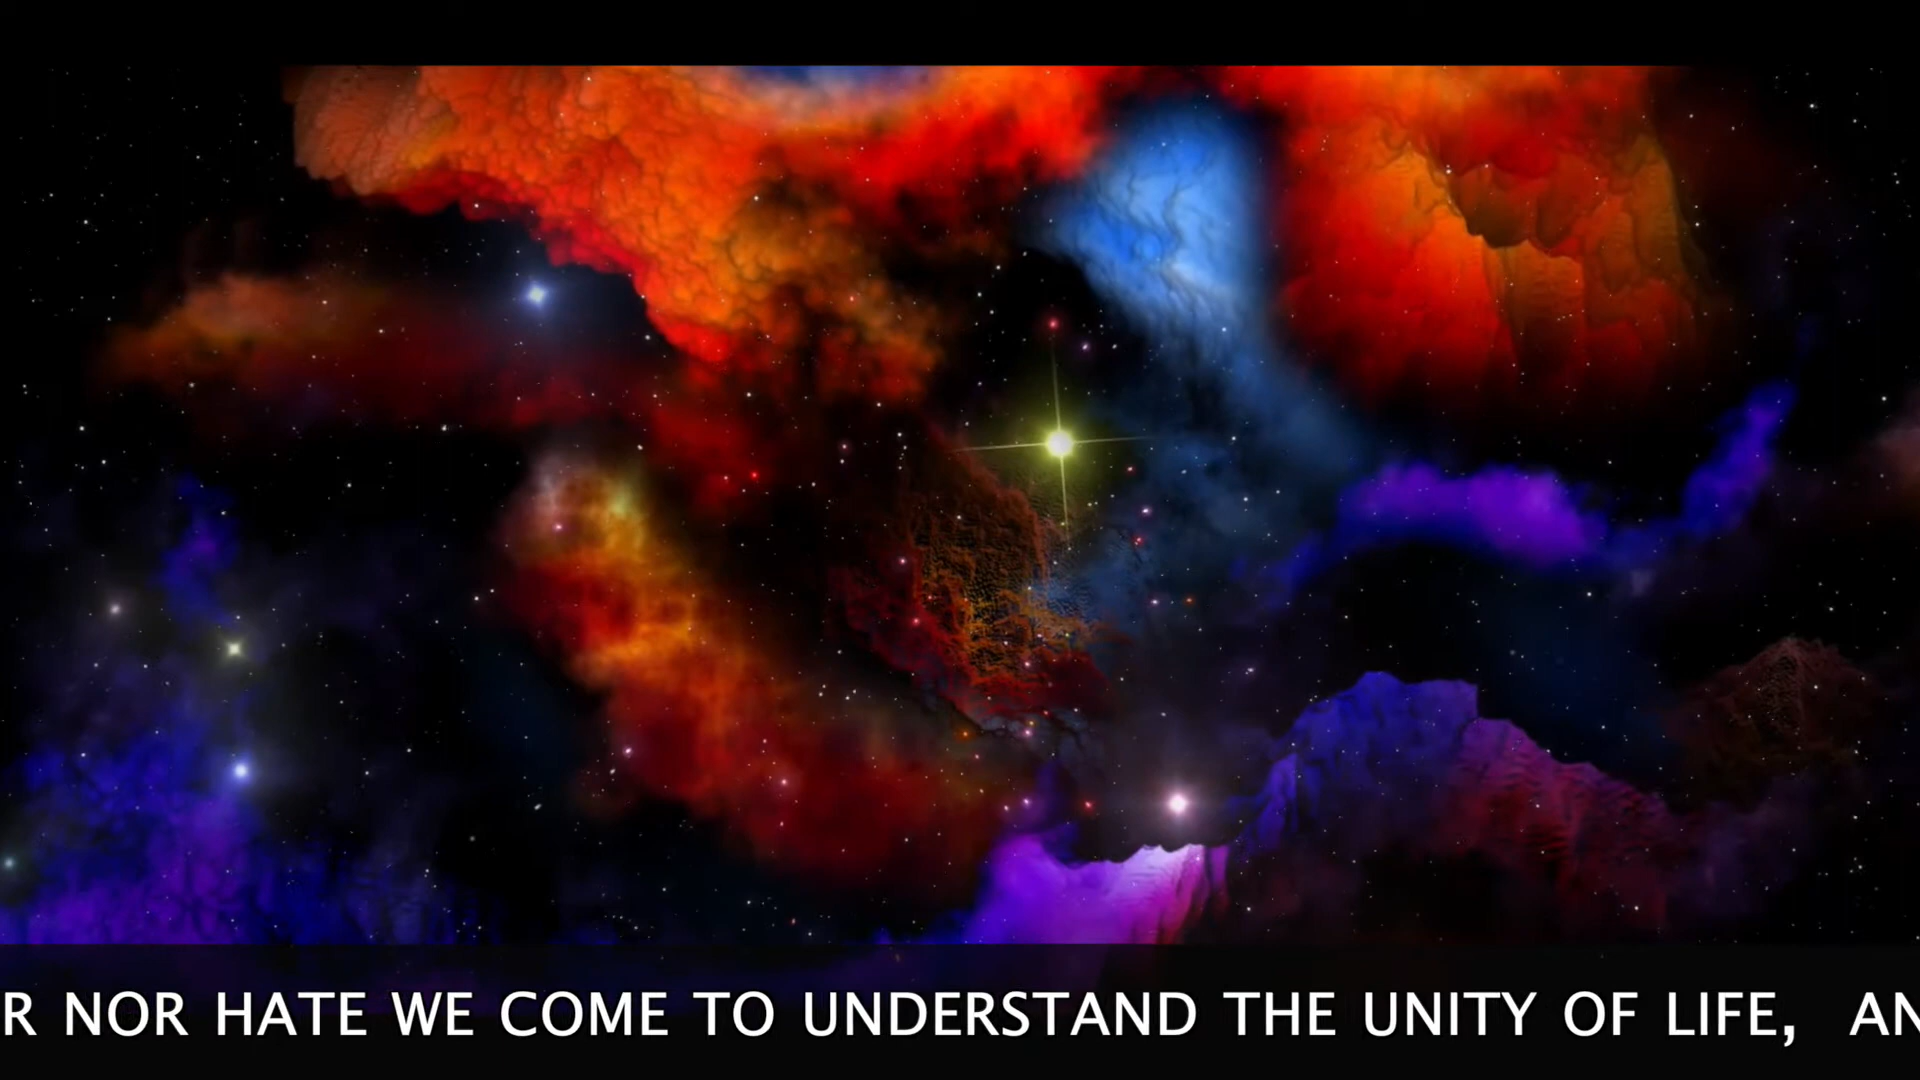 R NOR HATE WE COME TO UNDERSTAND THE UNITY OF LIFE, AN